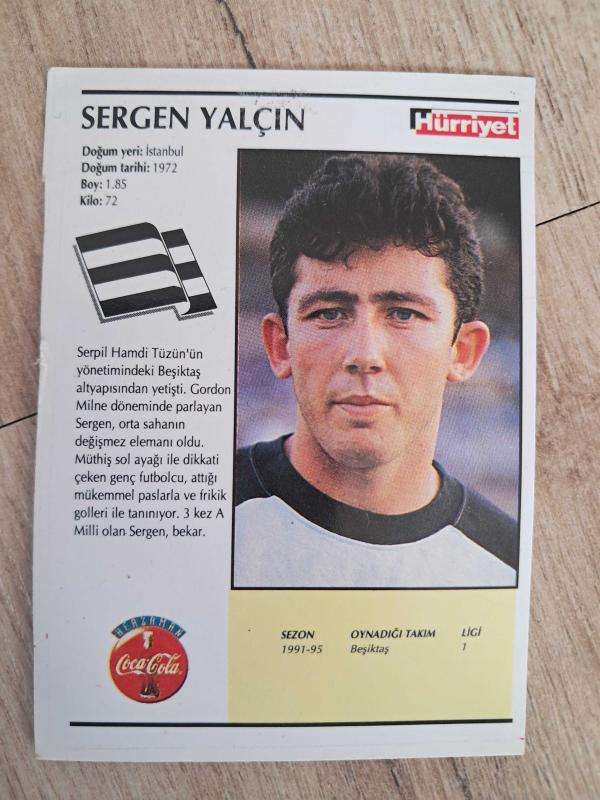 SERGEN YALÇIN
Hürriyet
Doğum yeri: İstanbul
Doğum tarihi: 1972
Boy: 1.85
Kilo: 72
Serpil Hamdi Tüzün'ün
yönetimindeki Beşiktaş
altyapısından yetişti. Gordon
Milne döneminde parlayan
Sergen, orta sahanın
değişmez elemanı oldu.
Müthiş sol ayağı ile dikkati
çeken genç futbolcu, attığı
mükemmel paslarla ve frikik
golleri ile tanınıyor. 3 kez A
Milli olan Sergen, bekar.
HERZAMAN
Coca-Cola
SEZON OYNADIĞI TAKIM LİGİ
1991-95 Beşiktaş 1